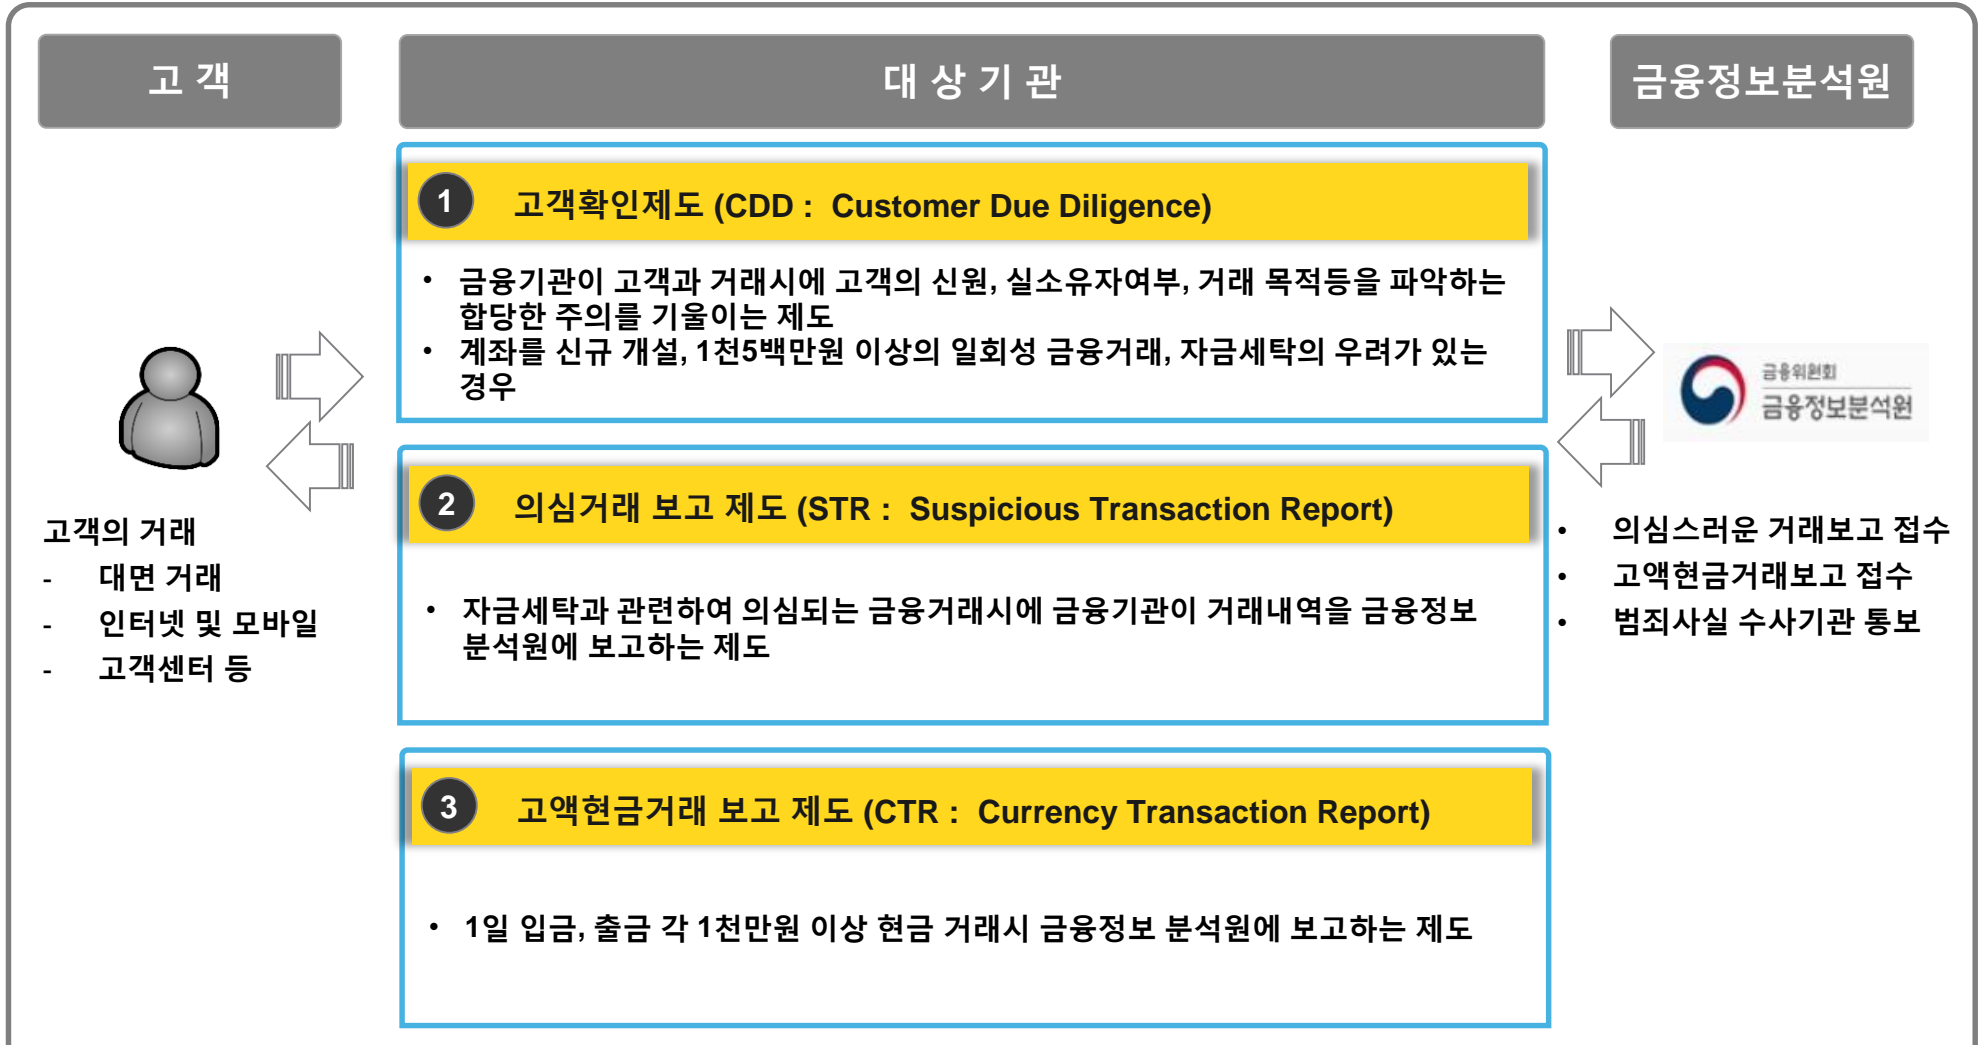 고 객
대 상 기 관
금융정보분석원
1
고객확인제도 (CDD : Customer Due Diligence)
• 금융기관이 고객과 거래시에 고객의 신원, 실소유자여부, 거래 목적등을 파악하는
합당한 주의를 기울이는 제도
• 계좌를 신규 개설, 1천5백만원 이상의 일회성 금융거래, 자금세탁의 우려가 있는
경우
2
의심거래 보고 제도 (STR : Suspicious Transaction Report)
• 자금세탁과 관련하여 의심되는 금융거래시에 금융기관이 거래내역을 금융정보
분석원에 보고하는 제도
3
고액현금거래 보고 제도 (CTR : Currency Transaction Report)
• 1일 입금, 출금 각 1천만원 이상 현금 거래시 금융정보 분석원에 보고하는 제도
고객의 거래
- 대면 거래
- 인터넷 및 모바일
- 고객센터 등
금융위원회
금융정보분석원
• 의심스러운 거래보고 접수
• 고액현금거래보고 접수
• 범죄사실 수사기관 통보